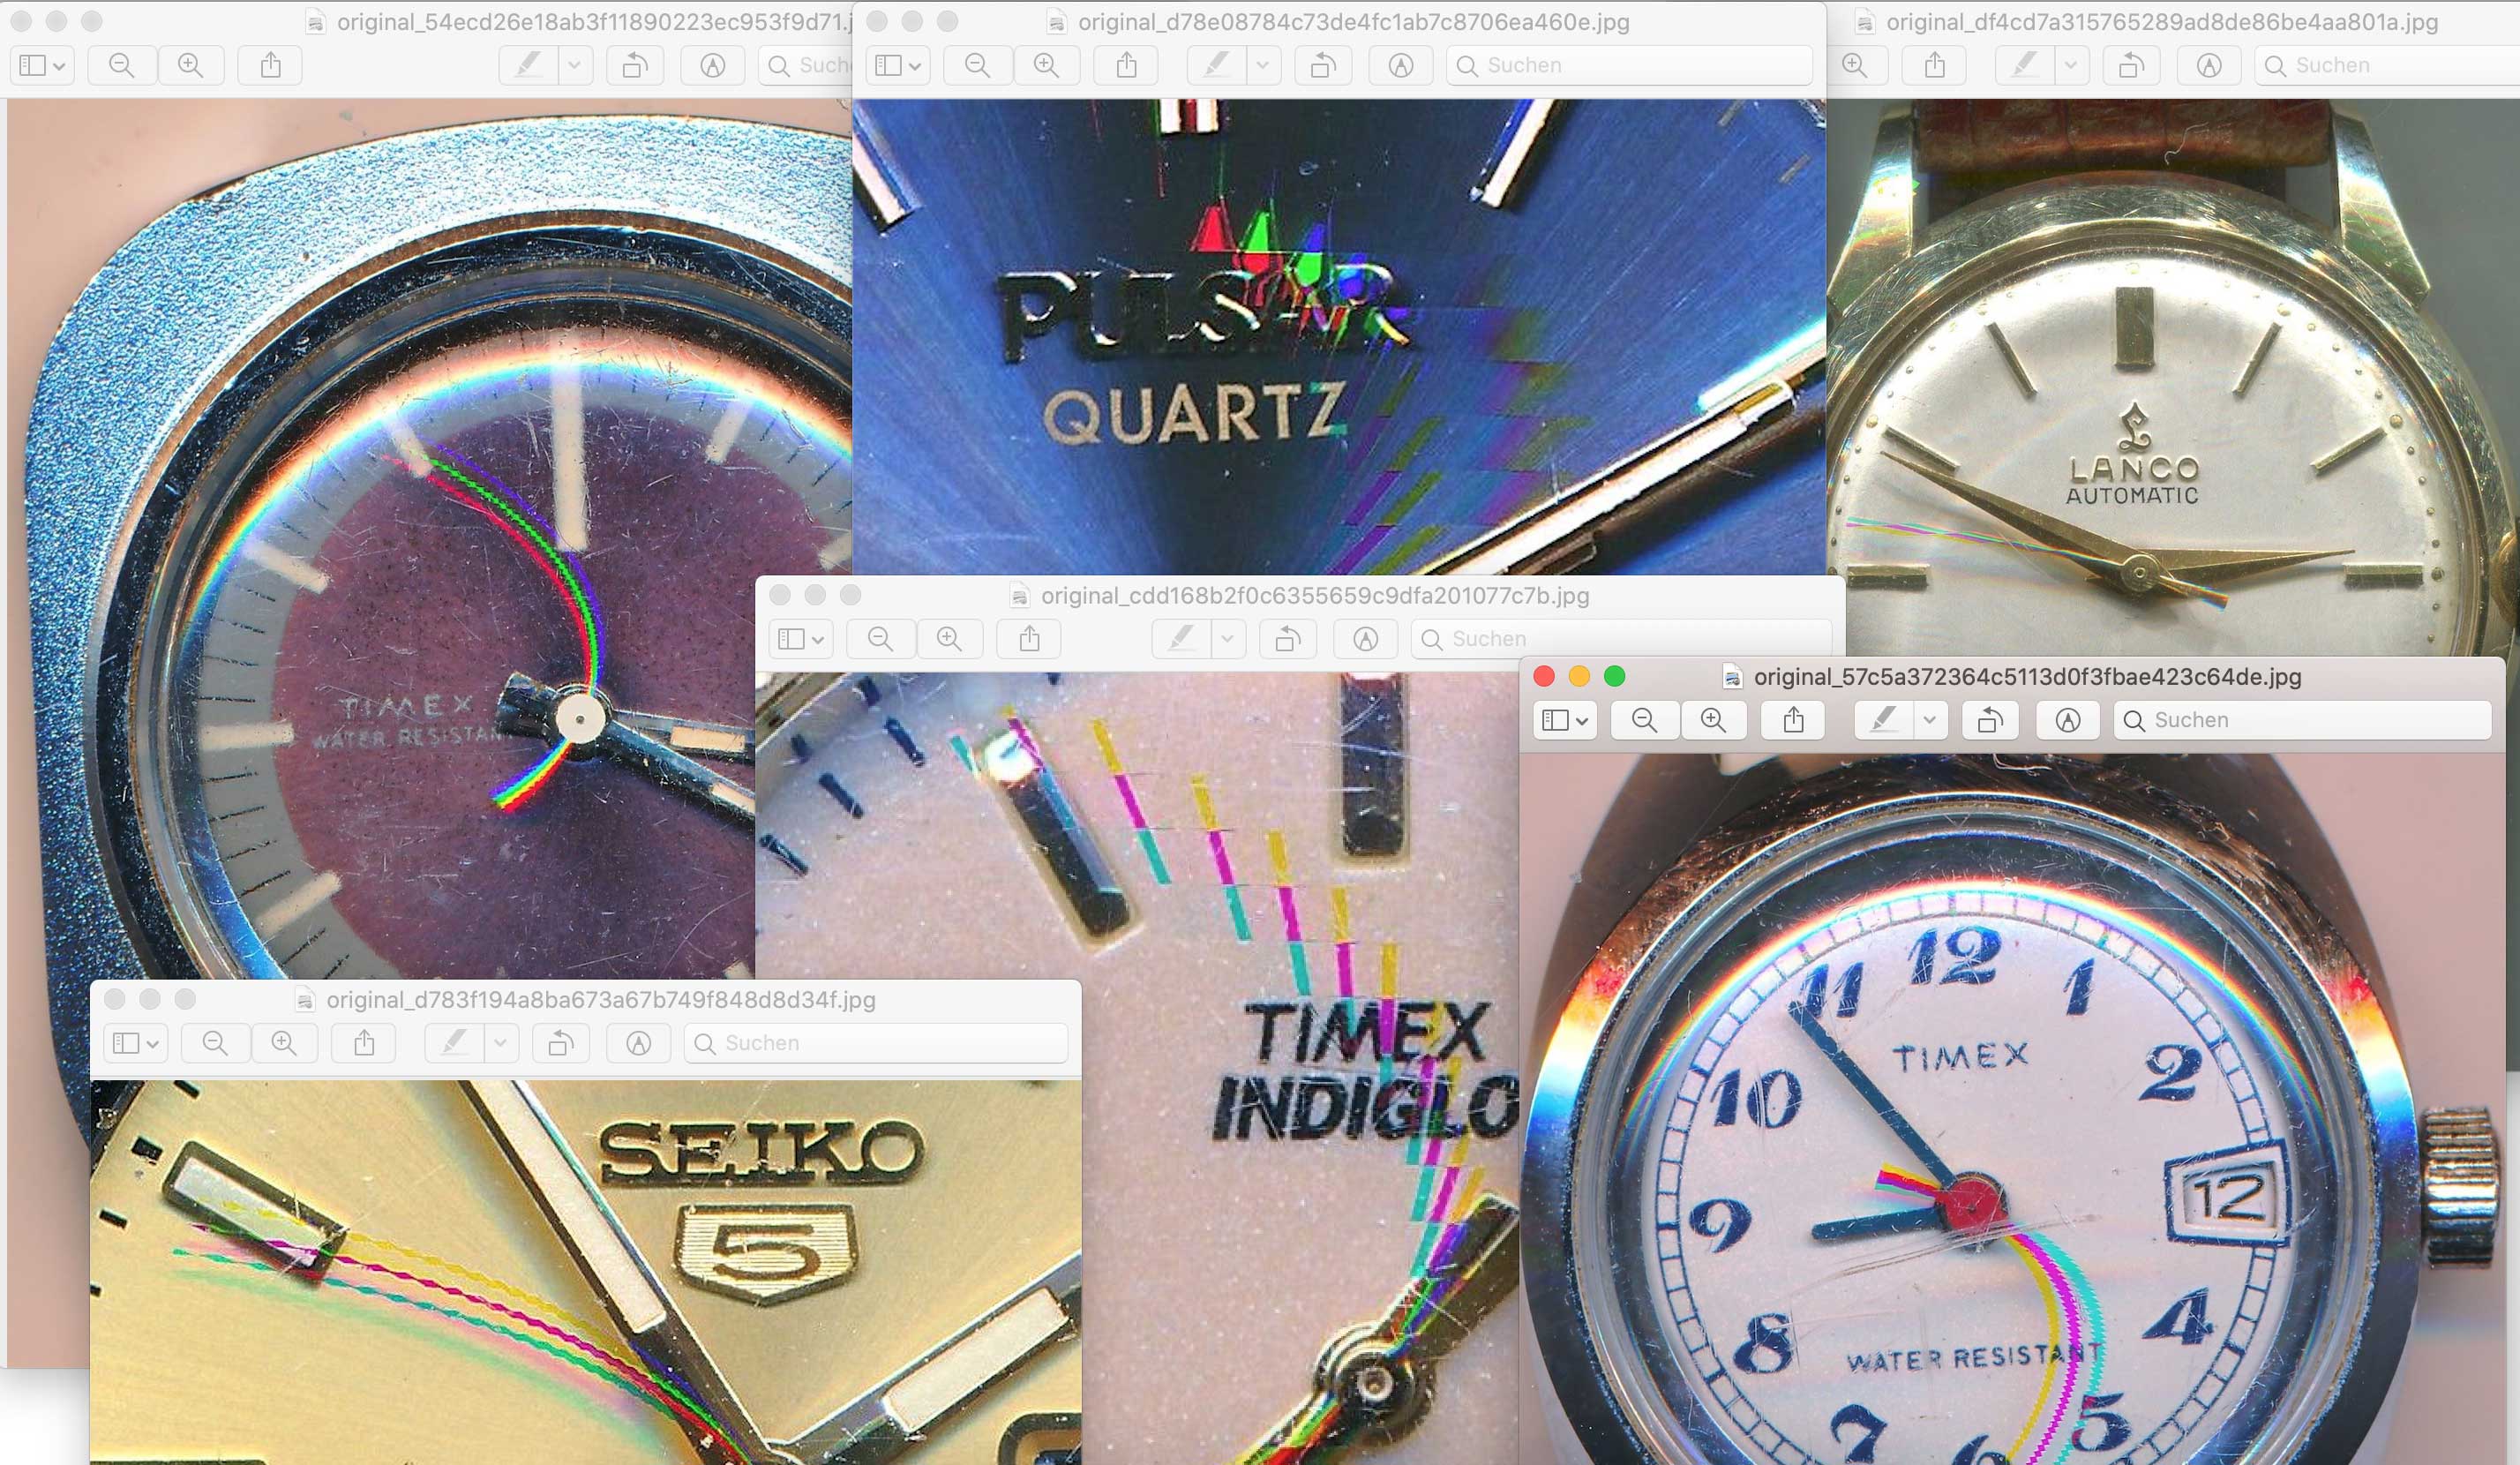 original_54ecd26e18ab3f11890223ec953f9d71.j
Such
TIMEX
WATER RESISTAN
original_d78e08784c73de4fc1ab7c8706ea460e.jpg
Suchen
PULSAR
QUARTZ
original_df4cd7a315765289ad8de86be4aa801a.jpg
Suchen
LANCO
AUTOMATIC
original_cdd168b2f0c6355659c9dfa201077c7b.jpg
Suchen
TIMEX
INDIGLO
original_57c5a372364c5113d0f3fbae423c64de.jpg
Suchen
12
11
1
TIMEX
10
2
9
12
8
4
WATER RESISTANT
7
5
6
original_d783f194a8ba673a67b749f848d8d34f.jpg
Suchen
SEIKO
5